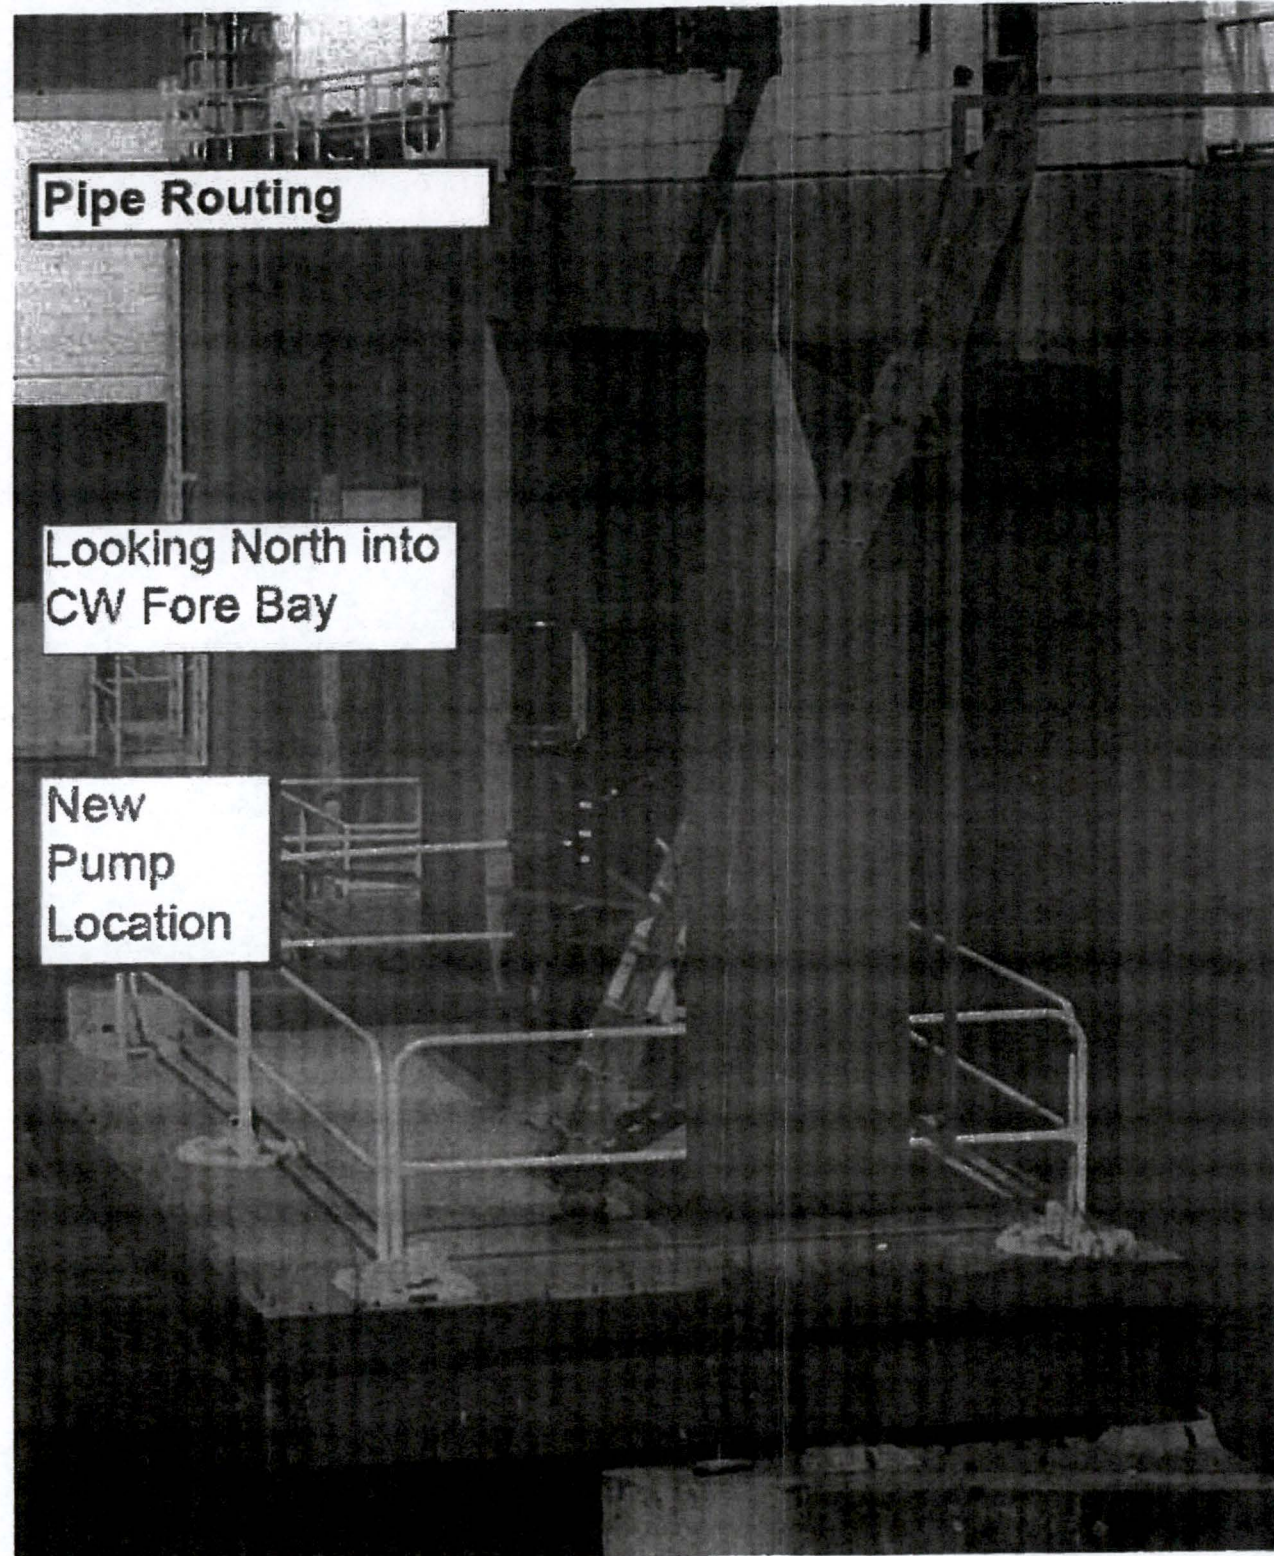 Pipe Routing
Looking North into
CW Fore Bay
New
Pump
Location